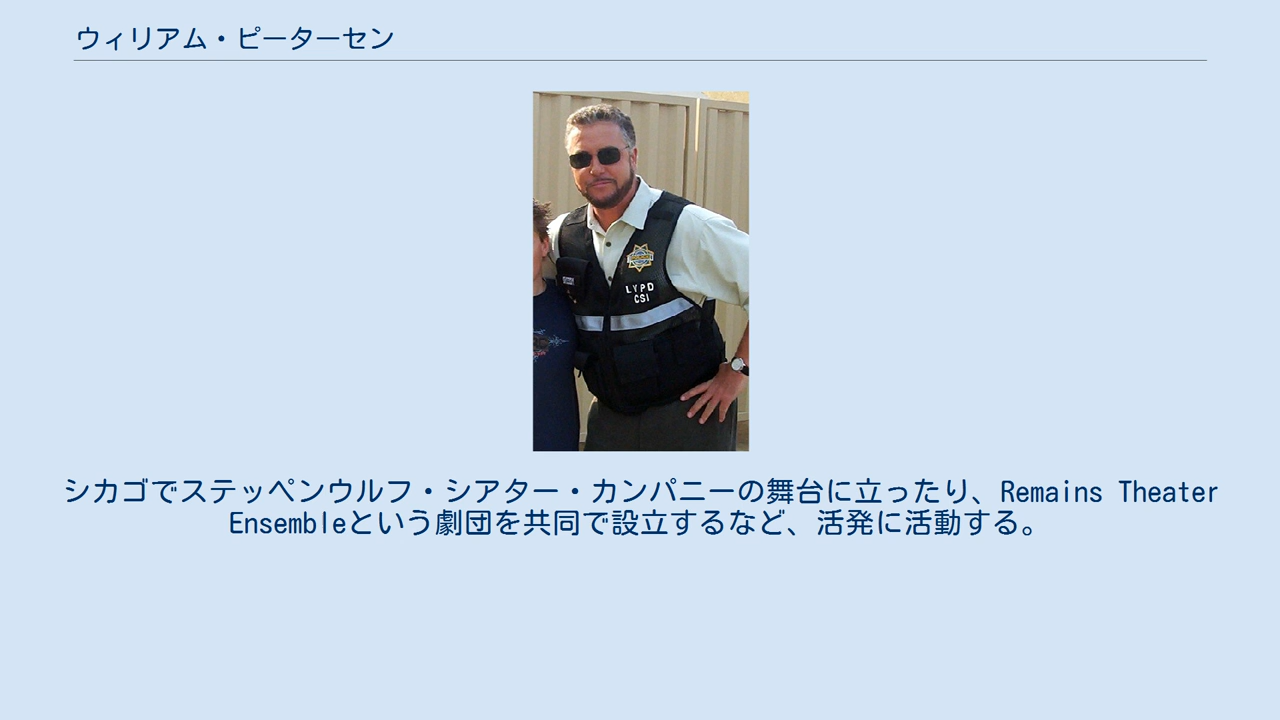 ウィリアム・ピーターセン
LVPD
CSI
シカゴでステッペンウルフ・シアター・カンパニーの舞台に立ったり、Remains Theater
Ensembleという劇団を共同で設立するなど、活発に活動する。